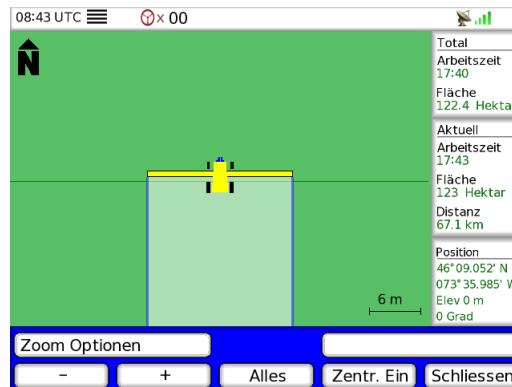 08:43 UTC
x 00
N
Total
Arbeitszeit
17:40
Fläche
122.4 Hekta
Aktuell
Arbeitszeit
17:43
Fläche
123 Hektar
Distanz
67.1 km
Position
46° 09.052' N
073° 35.985' W
Elev 0 m
0 Grad
6 m
Zoom Optionen
- + Alles Zentr. Ein Schliessen